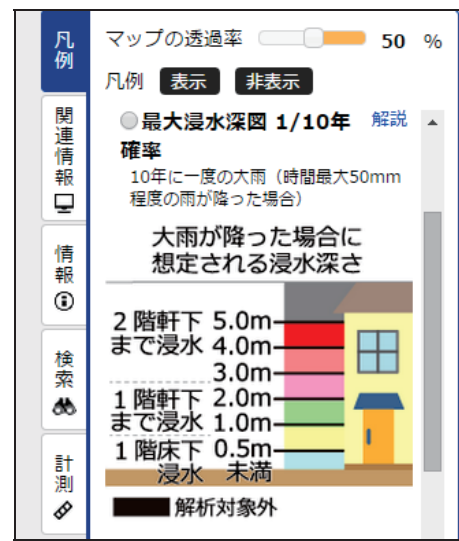 凡例
関連情報
情報
検索
計測
マップの透過率 50 %
凡例 表示 非表示
最大浸水深図 1/10年 解説
確率
10年に一度の大雨（時間最大50mm
程度の雨が降った場合）
大雨が降った場合に
想定される浸水深さ
2階軒下 5.0m
まで浸水 4.0m
3.0m
1階軒下 2.0m
まで浸水 1.0m
1階床下 0.5m
浸水 未満
解析対象外